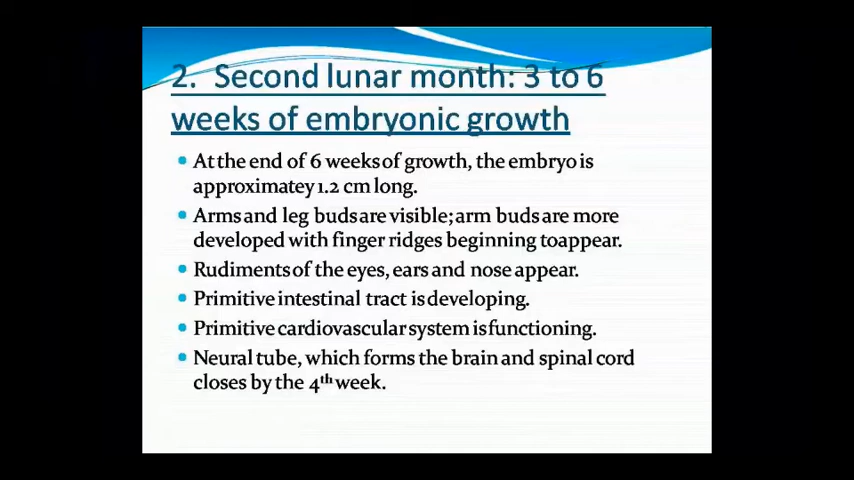 2. Second lunar month: 3 to 6
weeks of embryonic growth
At the end of 6 weeks of growth, the embryo is
approximatey 1.2 cm long.
Arms and leg buds are visible; arm buds are more
developed with finger ridges beginning toappear.
Rudiments of the eyes, ears and nose appear.
Primitive intestinal tract is developing.
Primitive cardiovascular system is functioning.
Neural tube, which forms the brain and spinal cord
closes by the 4th week.